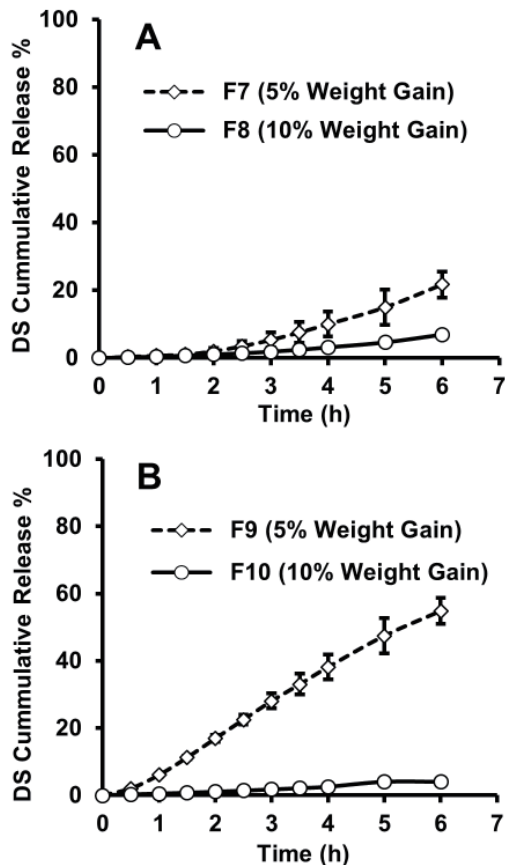 A
DS Cummulative Release %
100
80
60
40
20
0
F7 (5% Weight Gain)
F8 (10% Weight Gain)
0 1 2 3 4 5 6 7
Time (h)
B
DS Cummulative Release %
100
80
60
40
20
0
F9 (5% Weight Gain)
F10 (10% Weight Gain)
0 1 2 3 4 5 6 7
Time (h)